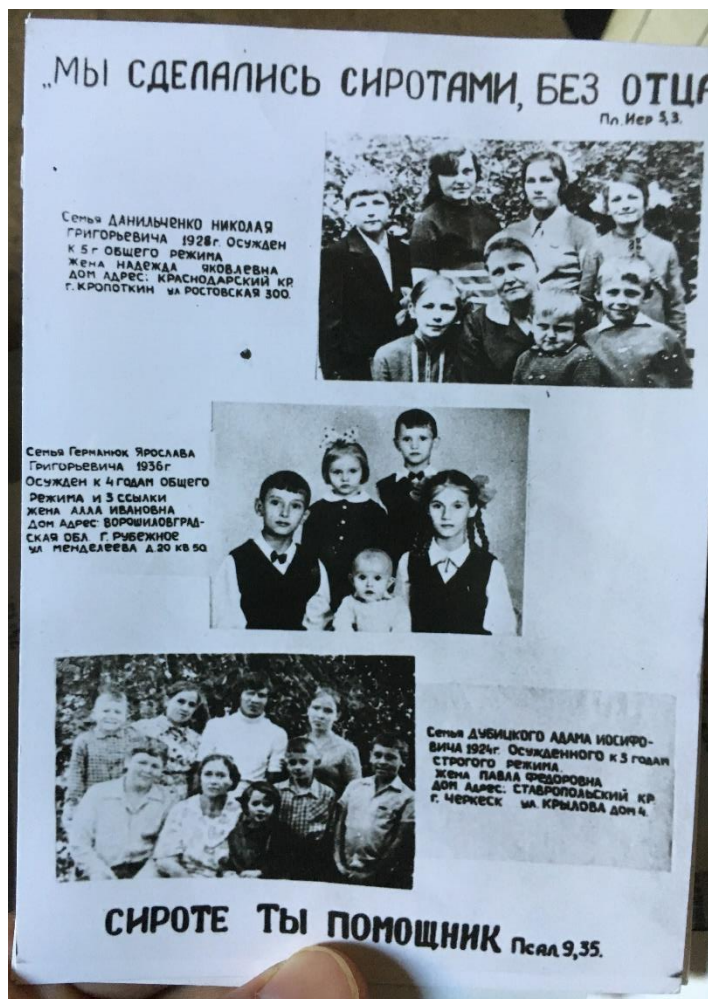 „МЫ СДЕЛАЛИСЬ СИРОТАМИ, БЕЗ ОТЦА
Пл. Иер 5,3.
Семья ДАНИЛЬЧЕНКО НИКОЛАЯ
ГРИГОРЬЕВИЧА 1928г. Осужден
к 5 г общего режима
жена НАДЕЖДА ЯКОВЛЕВНА
дом Адрес: КРАСНОДАРСКИЙ КР.
г. КРОПОТКИН ул РОСТОВСКАЯ 300.
Семья Германюк Ярослава
Григорьевича 1936г
Осужден к 4 годам общего
режима и 3 ссылки
жена АЛЛА ИВАНОВНА
Дом Адрес: ВОРОШИЛОВГРАД-
СКАЯ ОБЛ. Г. РУБЕЖНОЕ
ул МЕНДЕЛЕЕВА д. 20 кв 50.
Семья ДУБИЦКОГО АДАМА ИОСИФО-
ВИЧА 1924г. Осужденного к 3 годам
СТРОГОГО РЕЖИМА
ЖЕНА ПАВЛА ФЕДОРОВНА
ДОМ АДРЕС: СТАВРОПОЛЬСКИЙ КР.
г. ЧЕРКЕСК ул. КРЫЛОВА ДОМ 4.
СИРОТЕ ТЫ ПОМОЩНИК Псал 9,35.